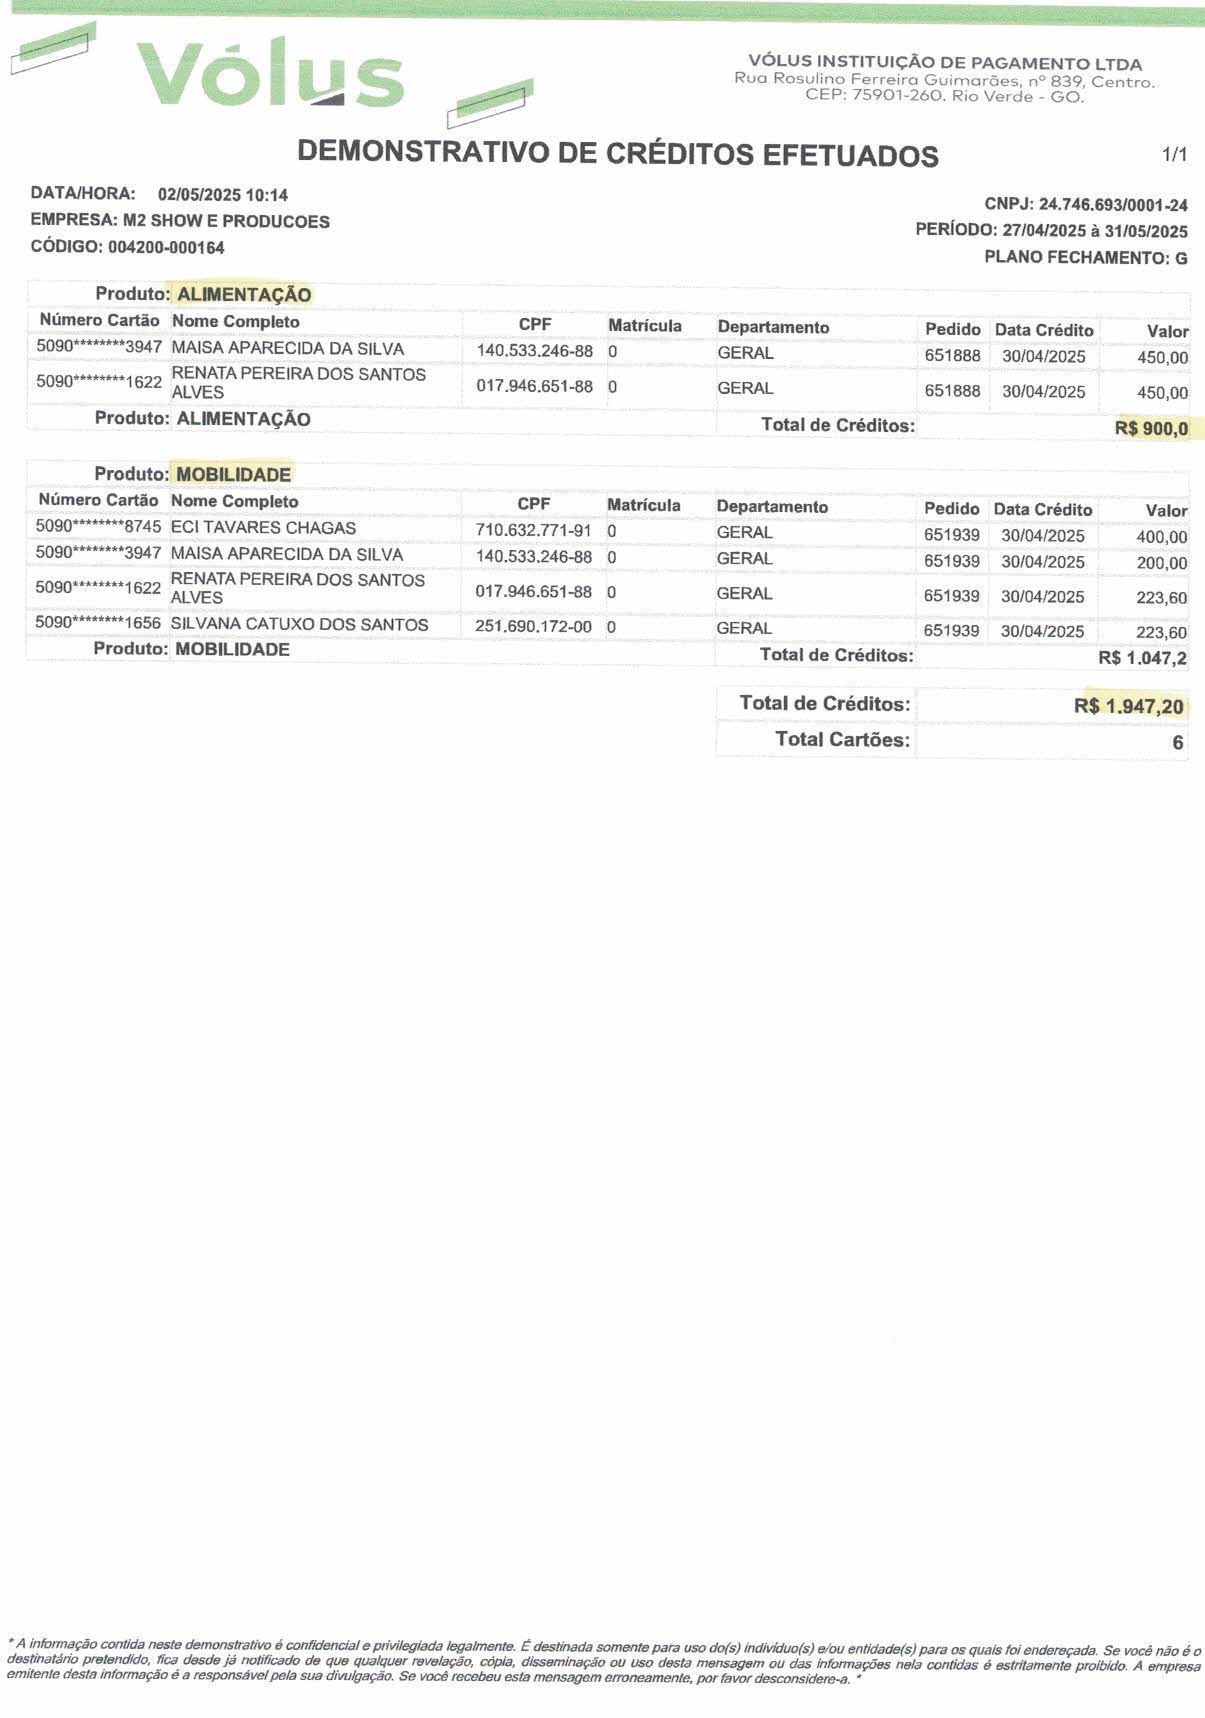 Vólus
VÓLUS INSTITUIÇÃO DE PAGAMENTO LTDA
Rua Rosulino Ferreira Guimarães, nº 839, Centro.
CEP: 75901-260. Rio Verde - GO.
DEMONSTRATIVO DE CRÉDITOS EFETUADOS 1/1
DATA/HORA: 02/05/2025 10:14
EMPRESA: M2 SHOW E PRODUCOES
CÓDIGO: 004200-000164
CNPJ: 24.746.693/0001-24
PERÍODO: 27/04/2025 à 31/05/2025
PLANO FECHAMENTO: G
Produto: ALIMENTAÇÃO
Número Cartão Nome Completo CPF Matrícula Departamento Pedido Data Crédito Valor
5090********3947 MAISA APARECIDA DA SILVA 140.533.246-88 0 GERAL 651888 30/04/2025 450,00
5090********1622 RENATA PEREIRA DOS SANTOS ALVES 017.946.651-88 0 GERAL 651888 30/04/2025 450,00
Produto: ALIMENTAÇÃO Total de Créditos: R$ 900,0
Produto: MOBILIDADE
Número Cartão Nome Completo CPF Matrícula Departamento Pedido Data Crédito Valor
5090********8745 ECI TAVARES CHAGAS 710.632.771-91 0 GERAL 651939 30/04/2025 400,00
5090********3947 MAISA APARECIDA DA SILVA 140.533.246-88 0 GERAL 651939 30/04/2025 200,00
5090********1622 RENATA PEREIRA DOS SANTOS ALVES 017.946.651-88 0 GERAL 651939 30/04/2025 223,60
5090********1656 SILVANA CATUXO DOS SANTOS 251.690.172-00 0 GERAL 651939 30/04/2025 223,60
Produto: MOBILIDADE Total de Créditos: R$ 1.047,2
Total de Créditos: R$ 1.947,20
Total Cartões: 6
* A informação contida neste demonstrativo é confidencial e privilegiada legalmente. É destinada somente para uso do(s) indivíduo(s) e/ou entidade(s) para os quais foi endereçada. Se você não é o
destinatário pretendido, fica desde já notificado de que qualquer revelação, cópia, disseminação ou uso desta mensagem ou das informações nela contidas é estritamente proibido. A empresa
emitente desta informação é a responsável pela sua divulgação. Se você recebeu esta mensagem erroneamente, por favor desconsidere-a. *